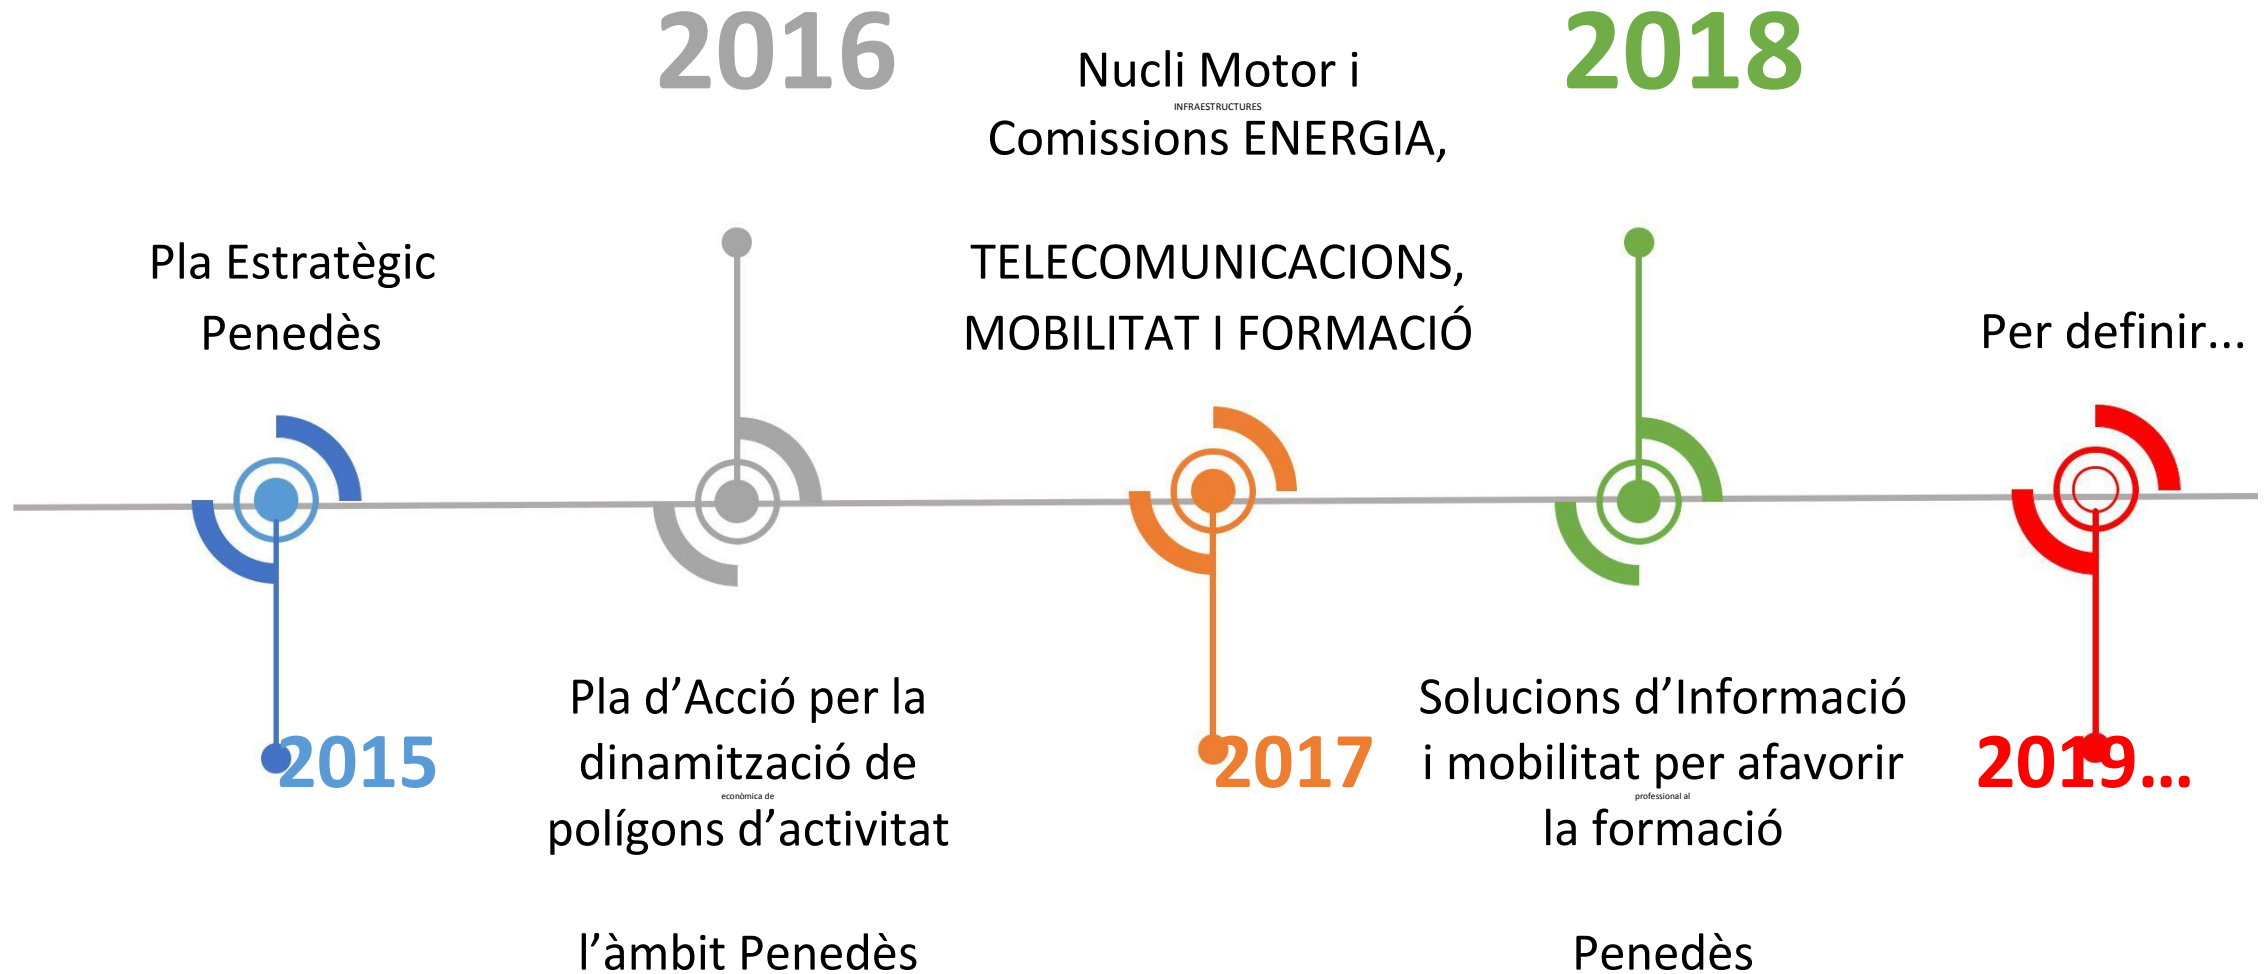 2016
2018
Nucli Motor i
INFRAESTRUCTURES
Comissions ENERGIA,
TELECOMUNICACIONS,
MOBILITAT I FORMACIÓ
Pla Estratègic
Penedès
Per definir...
Pla d’Acció per la
dinamització de
econòmica de
polígons d’activitat
l’àmbit Penedès
2015
2017
Solucions d’Informació
i mobilitat per afavorir
professional al
la formació
Penedès
2019...